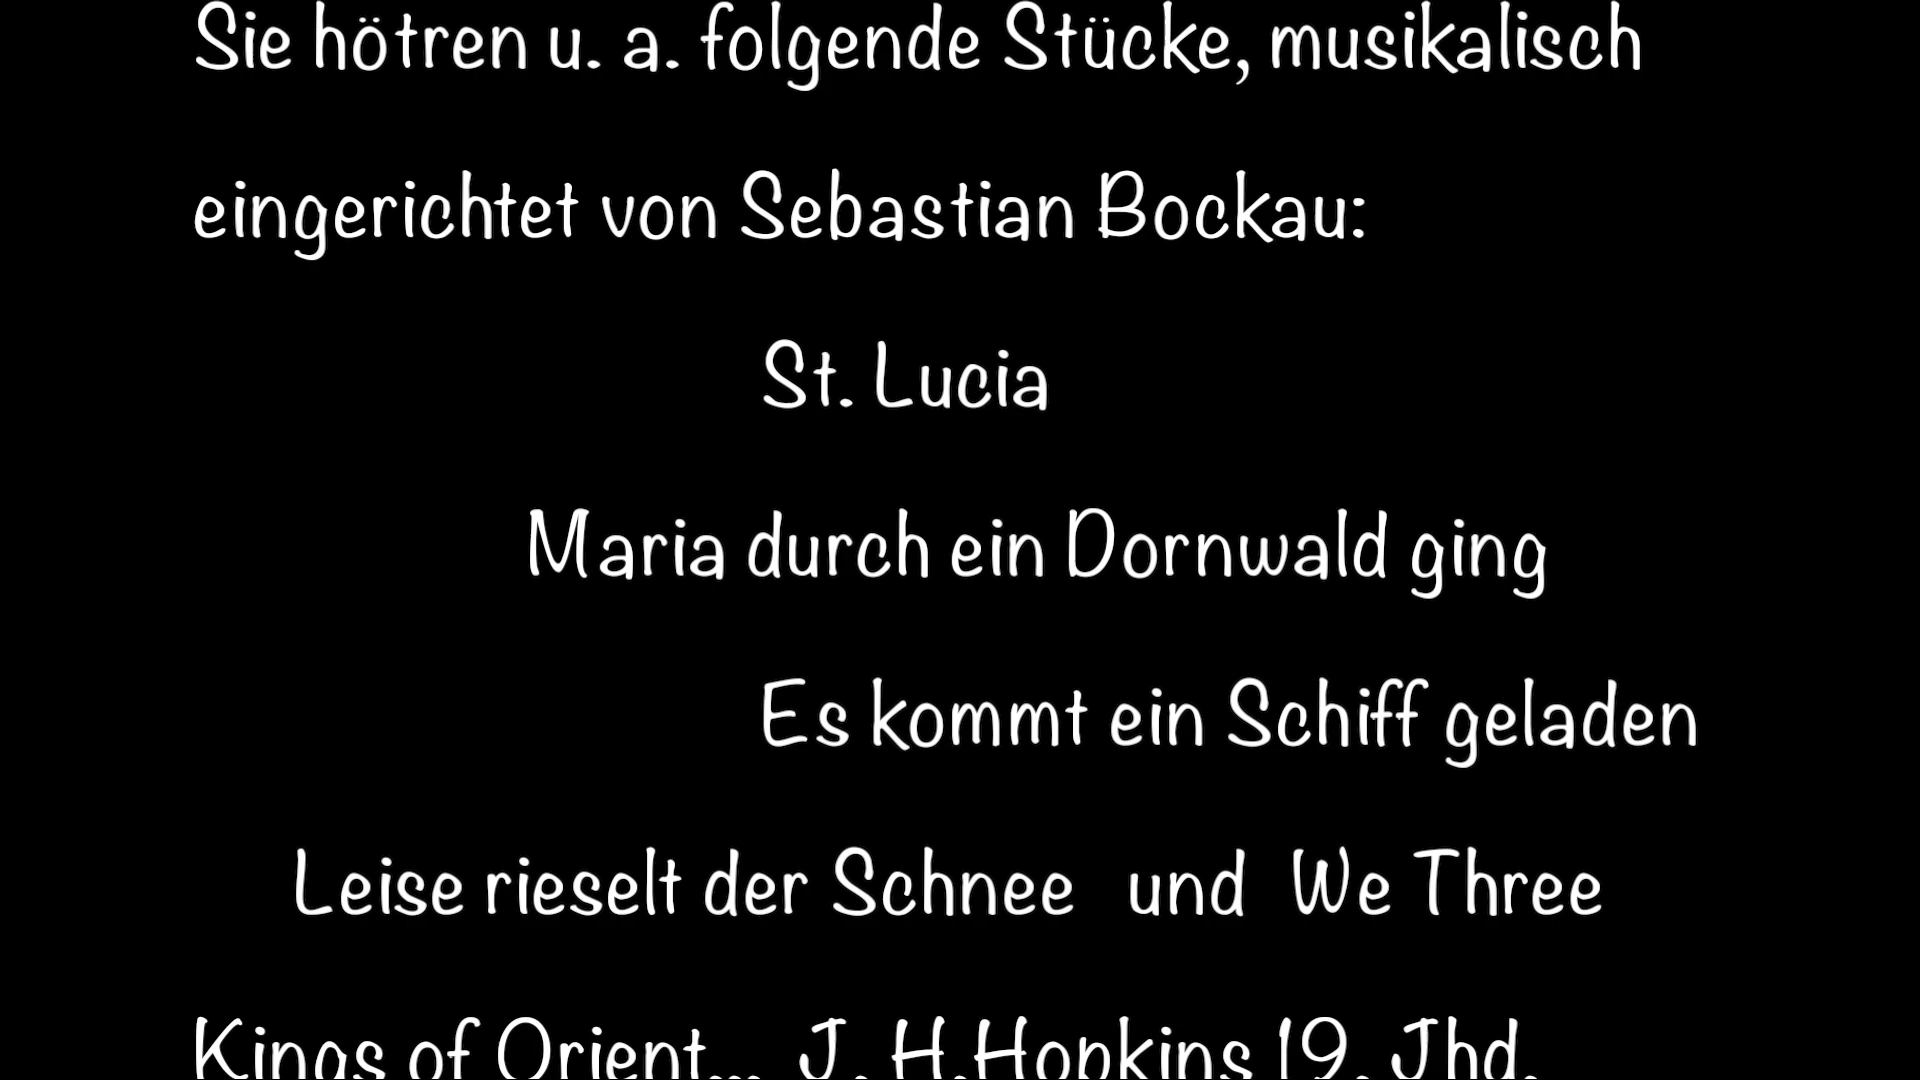 Sie hötren u. a. folgende Stücke, musikalisch
eingerichtet von Sebastian Bockau:
St. Lucia
Maria durch ein Dornwald ging
Es kommt ein Schiff geladen
Leise rieselt der Schnee und We Three
Kings of Orient... J. H.Hopkins 19. Jhd.